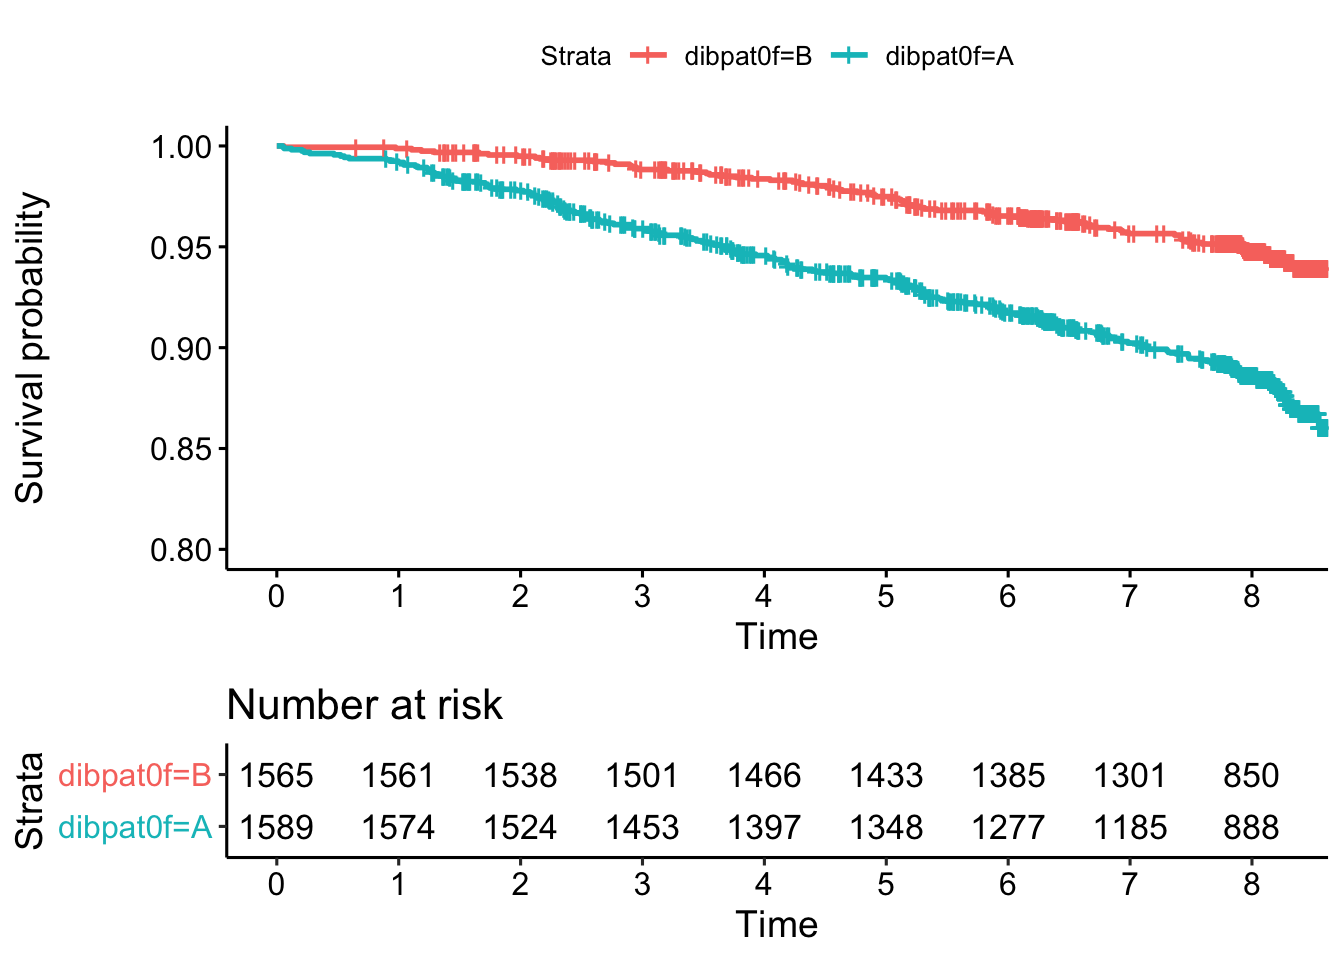 Strata dibpat0f=B dibpat0f=A
Survival probability
1.00
0.95
0.90
0.85
0.80
0 1 2 3 4 5 6 7 8
Time
Number at risk
Strata
dibpat0f=B 1565 1561 1538 1501 1466 1433 1385 1301 850
dibpat0f=A 1589 1574 1524 1453 1397 1348 1277 1185 888
0 1 2 3 4 5 6 7 8
Time